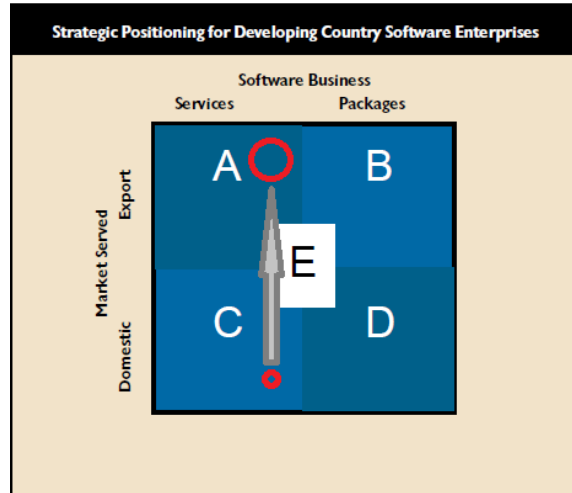 Strategic Positioning for Developing Country Software Enterprises
Software Business
Services Packages
Market Served
Export
Domestic
A B
E
C D